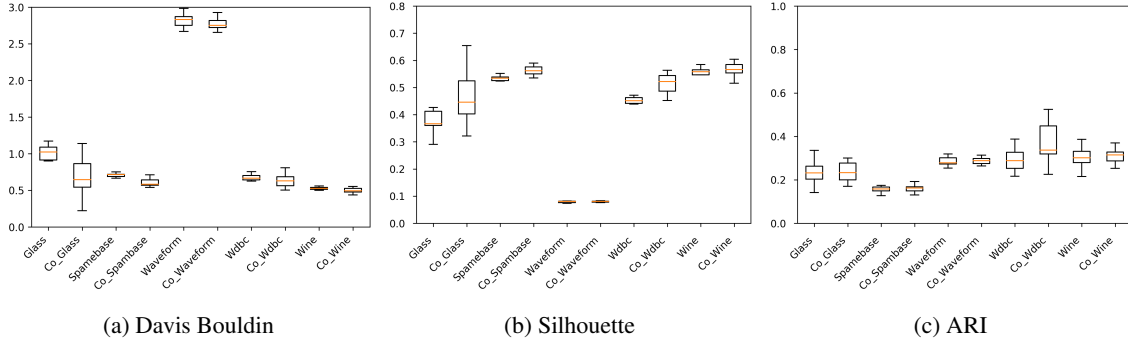 3.0
2.5
2.0
1.5
1.0
0.5
0.0
Glass
Co_Glass
Spamebase
Co_Spambase
Waveform
Co_Waveform
Wdbc
Co_Wdbc
Wine
Co_Wine
(a) Davis Bouldin
0.8
0.7
0.6
0.5
0.4
0.3
0.2
0.1
0.0
Glass
Co_Glass
Spamebase
Co_Spambase
Waveform
Co_Waveform
Wdbc
Co_Wdbc
Wine
Co_Wine
(b) Silhouette
1.0
0.8
0.6
0.4
0.2
0.0
Glass
Co_Glass
Spamebase
Co_Spambase
Waveform
Co_Waveform
Wdbc
Co_Wdbc
Wine
Co_Wine
(c) ARI